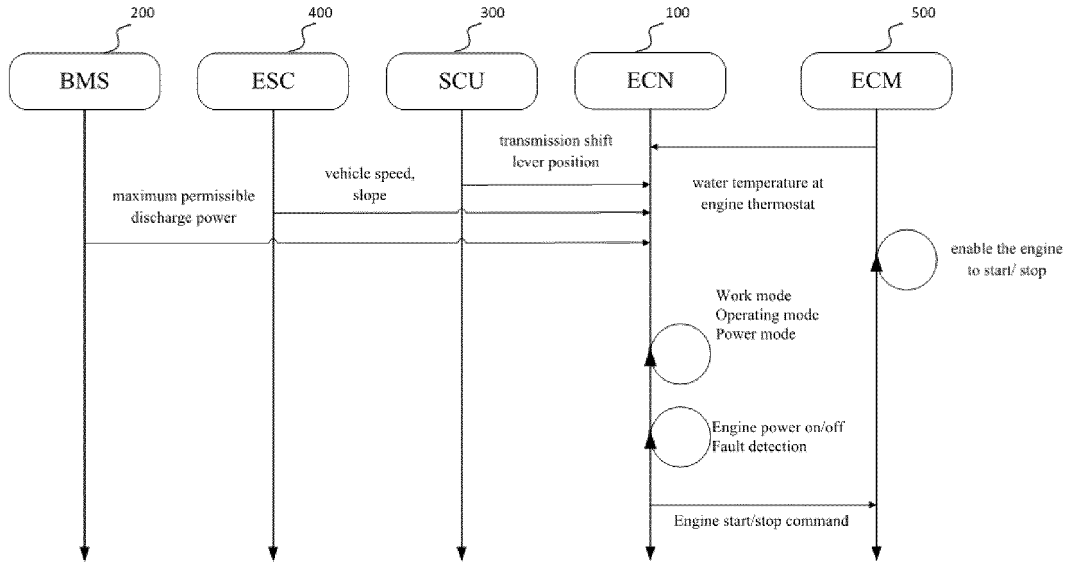 200
400
300
100
500
BMS
ESC
SCU
ECN
ECM
transmission shift
lever position
vehicle speed,
slope
water temperature at
engine thermostat
maximum permissible
discharge power
enable the engine
to start/ stop
Work mode
Operating mode
Power mode
Engine power on/off
Fault detection
Engine start/stop command